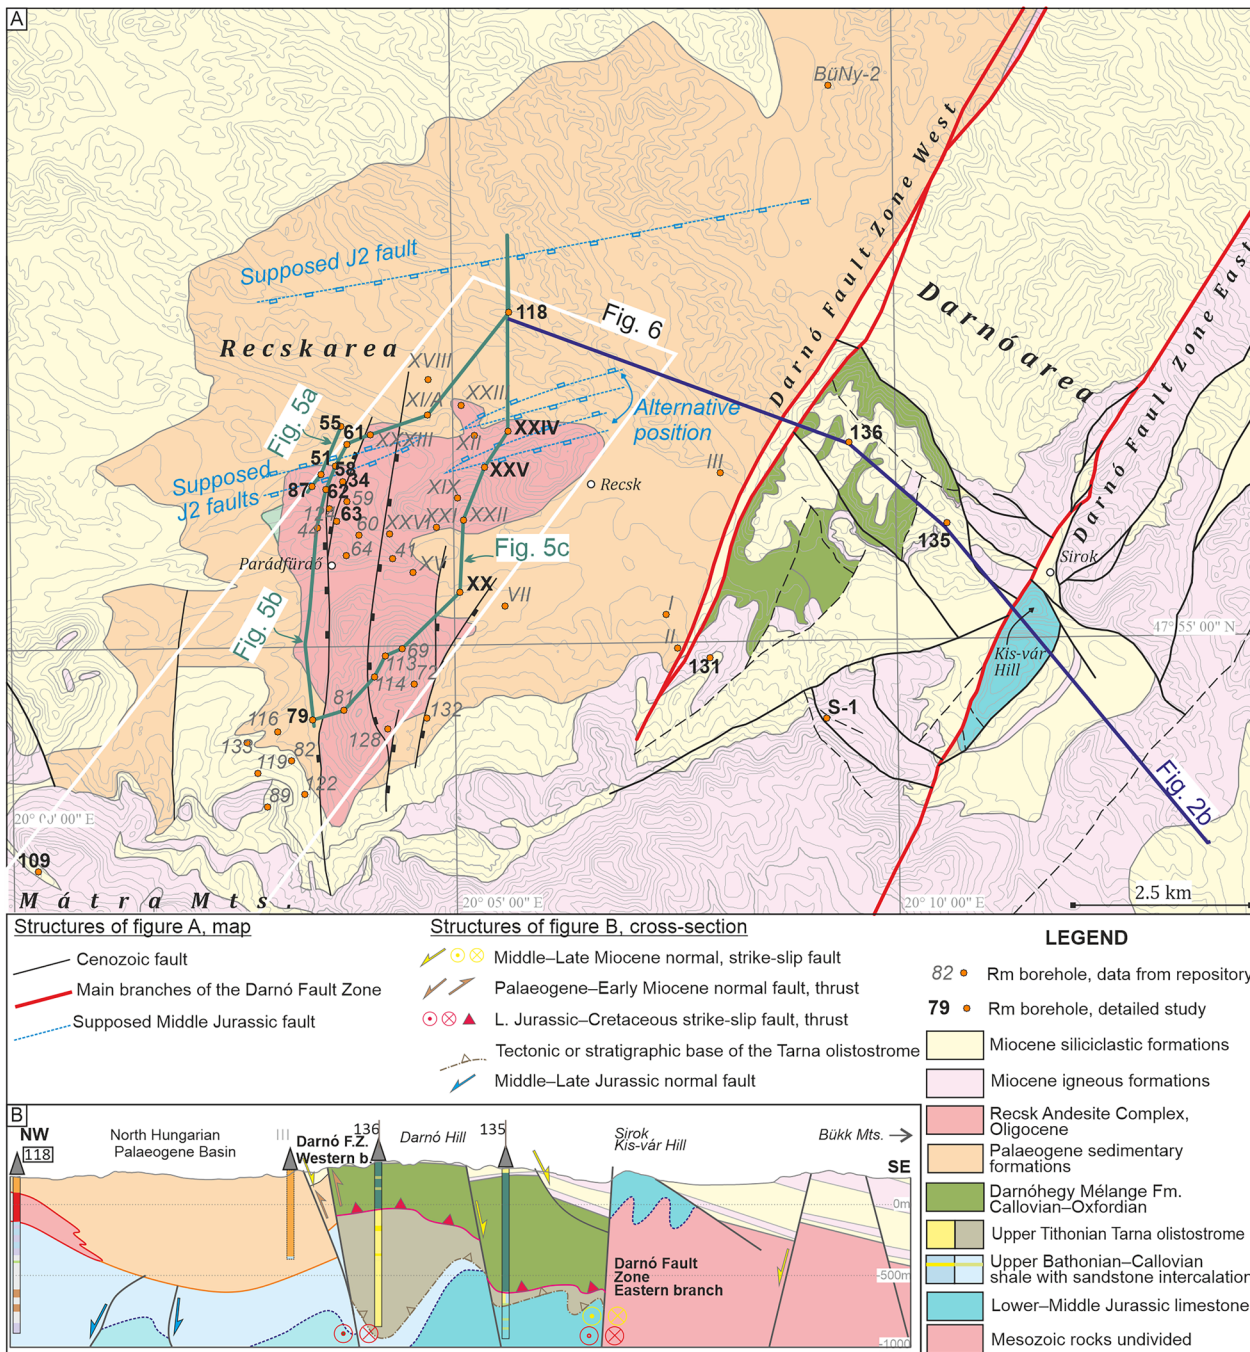 A
BüNy-2
Darnó Fault Zone West
Supposed J2 fault
118
Fig. 6
Darnó area
Darnó Fault Zone East
Recsk area
XVIII
XI/A
XXII
Fig. 5a
Alternative
position
55
61
XXXIII
XII
XXIV
136
51
58
34
XXV
III
Supposed
J2 faults
87
62
59
XIX
Recsk
63
60
XXVI
XXI
XXII
44
135
64
41
XV
Fig. 5c
Sirok
Parádfürdő
XX
VII
Fig. 5b
I
II
47° 55' 00" N
69
113
131
Kis-vár
Hill
114
72
81
79
132
S-1
116
133
128
82
119
122
89
Fig. 2b
20° 00' 00" E
109
Mátra Mts.
20° 05' 00" E
20° 10' 00" E
2.5 km
Structures of figure A, map
Cenozoic fault
Main branches of the Darnó Fault Zone
Supposed Middle Jurassic fault
Structures of figure B, cross-section
Middle–Late Miocene normal, strike-slip fault
Palaeogene–Early Miocene normal fault, thrust
L. Jurassic–Cretaceous strike-slip fault, thrust
Tectonic or stratigraphic base of the Tarna olistostrome
Middle–Late Jurassic normal fault
LEGEND
82 Rm borehole, data from repository
79 Rm borehole, detailed study
Miocene siliciclastic formations
Miocene igneous formations
Recsk Andesite Complex,
Oligocene
Palaeogene sedimentary
formations
Darnóhegy Mélange Fm.
Callovian–Oxfordian
Upper Tithonian Tarna olistostrome
Upper Bathonian–Callovian
shale with sandstone intercalation
Lower–Middle Jurassic limestone
Mesozoic rocks undivided
B
NW
118
North Hungarian
Palaeogene Basin
III
Darnó F.Z.
Western b.
136
Darnó Hill
135
Sirok
Kis-vár Hill
Bükk Mts.
SE
0m
-500m
-1000
Darnó Fault
Zone
Eastern branch